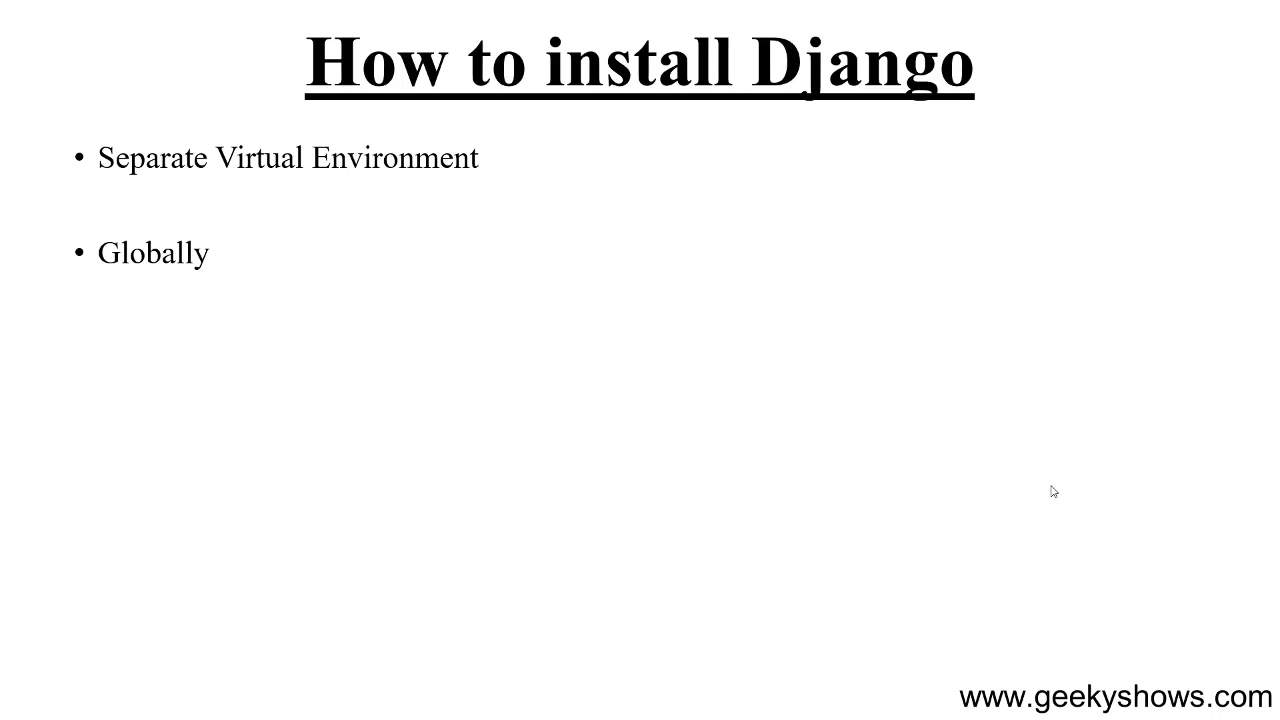 How to install Django
• Separate Virtual Environment
• Globally
www.geekyshows.com